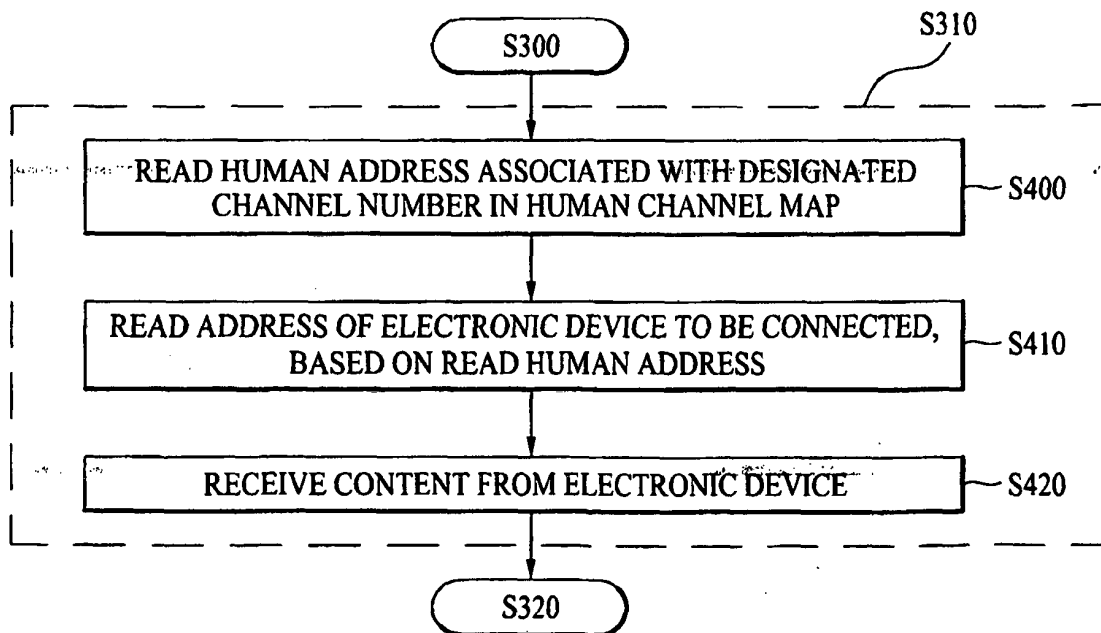 S310
S300
READ HUMAN ADDRESS ASSOCIATED WITH DESIGNATED
CHANNEL NUMBER IN HUMAN CHANNEL MAP
S400
READ ADDRESS OF ELECTRONIC DEVICE TO BE CONNECTED,
BASED ON READ HUMAN ADDRESS
S410
RECEIVE CONTENT FROM ELECTRONIC DEVICE
S420
S320